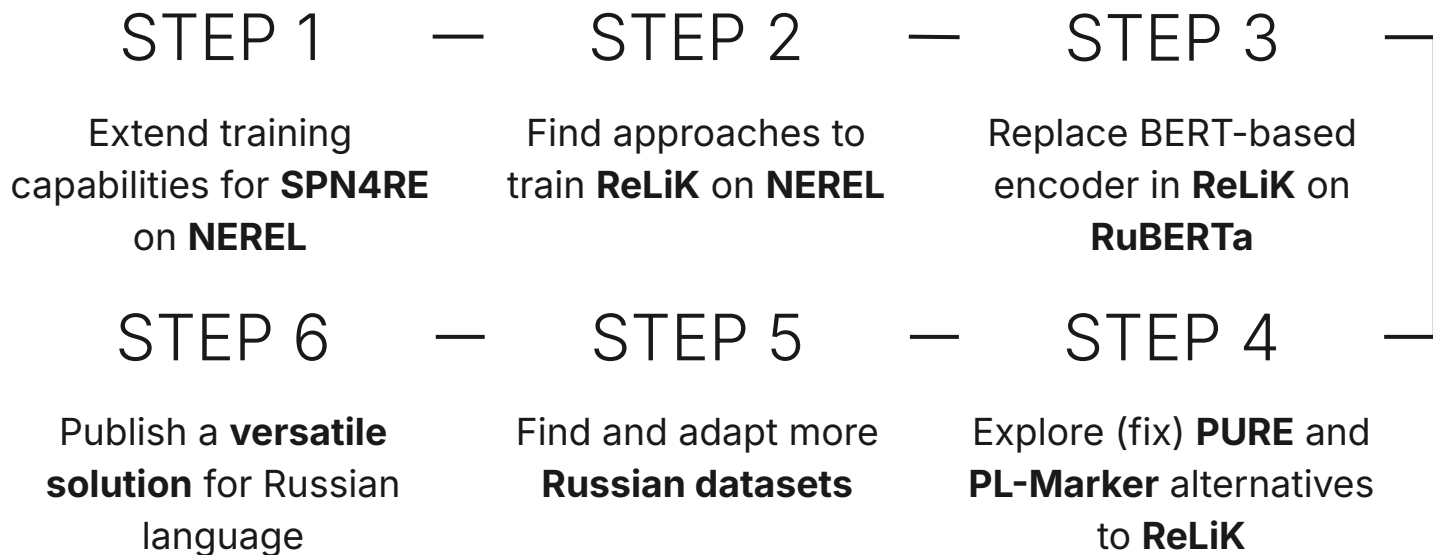 STEP 1
Extend training
capabilities for SPN4RE
on NEREL
STEP 2
Find approaches to
train ReLiK on NEREL
STEP 3
Replace BERT-based
encoder in ReLiK on
RuBERTa
STEP 4
Explore (fix) PURE and
PL-Marker alternatives
to ReLiK
STEP 5
Find and adapt more
Russian datasets
STEP 6
Publish a versatile
solution for Russian
language